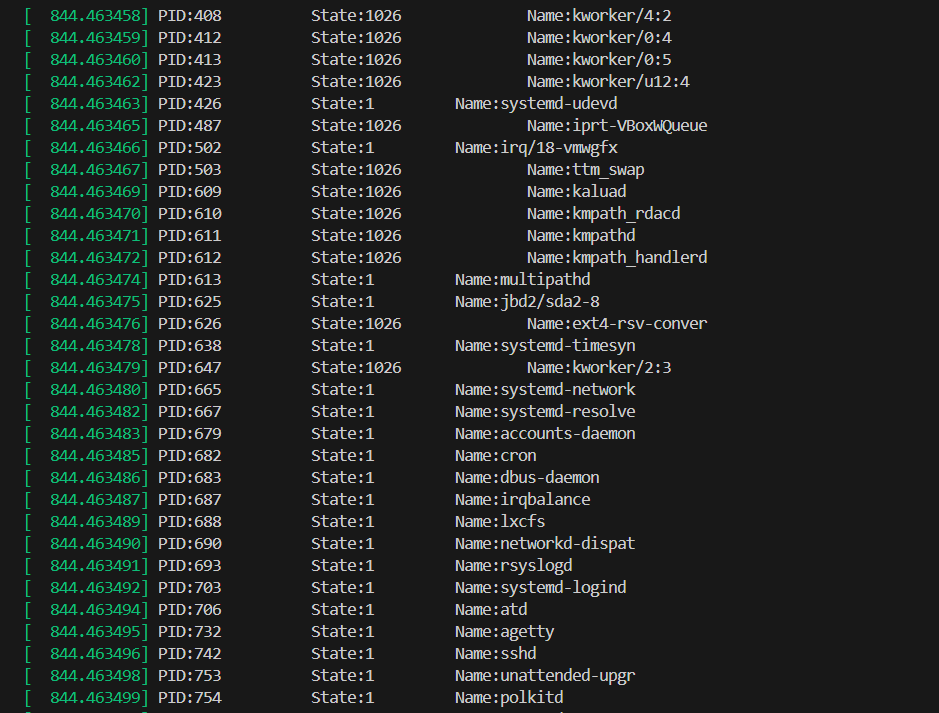 [  844.463458] PID:408          State:1026              Name:kworker/4:2
[  844.463459] PID:412          State:1026              Name:kworker/0:4
[  844.463460] PID:413          State:1026              Name:kworker/0:5
[  844.463462] PID:423          State:1026              Name:kworker/u12:4
[  844.463463] PID:426          State:1         Name:systemd-udevd
[  844.463465] PID:487          State:1026              Name:iprt-VBoxWQueue
[  844.463466] PID:502          State:1         Name:irq/18-vmwgfx
[  844.463467] PID:503          State:1026              Name:ttm_swap
[  844.463469] PID:609          State:1026              Name:kaluad
[  844.463470] PID:610          State:1026              Name:kmpath_rdacd
[  844.463471] PID:611          State:1026              Name:kmpathd
[  844.463472] PID:612          State:1026              Name:kmpath_handlerd
[  844.463474] PID:613          State:1         Name:multipathd
[  844.463475] PID:625          State:1         Name:jbd2/sda2-8
[  844.463476] PID:626          State:1026              Name:ext4-rsv-conver
[  844.463478] PID:638          State:1         Name:systemd-timesyn
[  844.463479] PID:647          State:1026              Name:kworker/2:3
[  844.463480] PID:665          State:1         Name:systemd-network
[  844.463482] PID:667          State:1         Name:systemd-resolve
[  844.463483] PID:679          State:1         Name:accounts-daemon
[  844.463485] PID:682          State:1         Name:cron
[  844.463486] PID:683          State:1         Name:dbus-daemon
[  844.463487] PID:687          State:1         Name:irqbalance
[  844.463489] PID:688          State:1         Name:lxcfs
[  844.463490] PID:690          State:1         Name:networkd-dispat
[  844.463491] PID:693          State:1         Name:rsyslogd
[  844.463492] PID:703          State:1         Name:systemd-logind
[  844.463494] PID:706          State:1         Name:atd
[  844.463495] PID:732          State:1         Name:agetty
[  844.463496] PID:742          State:1         Name:sshd
[  844.463498] PID:753          State:1         Name:unattended-upgr
[  844.463499] PID:754          State:1         Name:polkitd